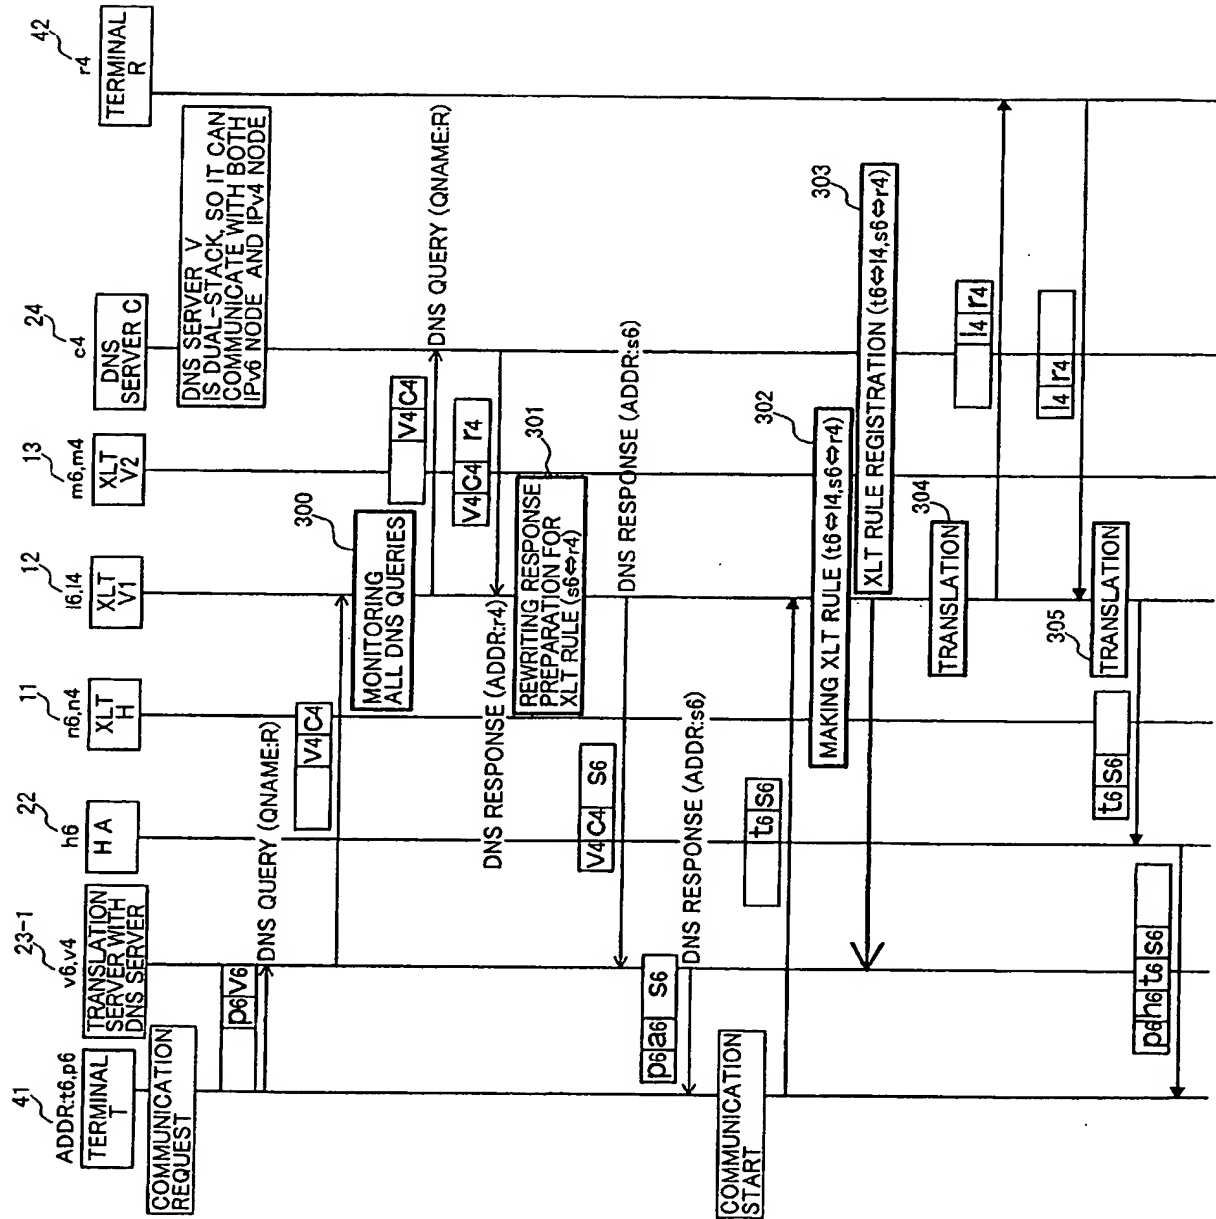 41
ADDR:t6,p6
TERMINAL
T
23-1
v6,v4
TRANSLATION
SERVER WITH
DNS SERVER
22
h6
H A
11
n6,n4
XLT
H
12
l6,l4
XLT
V1
13
m6,m4
XLT
V2
24
c4
DNS
SERVER C
42
r4
TERMINAL
R
COMMUNICATION
REQUEST
DNS SERVER V
IS DUAL-STACK, SO IT CAN
COMMUNICATE WITH BOTH
IPv6 NODE AND IPv4 NODE
p6 v6
DNS QUERY (QNAME:R)
V4 C4
300
MONITORING
ALL DNS QUERIES
V4 C4
DNS QUERY (QNAME:R)
V4 C4 r4
DNS RESPONSE (ADDR:r4)
301
REWRITING RESPONSE
PREPARATION FOR
XLT RULE (s6⇔r4)
V4 C4 s6
DNS RESPONSE (ADDR:s6)
p6 a6 s6
DNS RESPONSE (ADDR:s6)
COMMUNICATION
START
t6 s6
302
MAKING XLT RULE (t6⇔l4,s6⇔r4)
303
XLT RULE REGISTRATION (t6⇔l4,s6⇔r4)
304
TRANSLATION
l4 r4
l4 r4
305
TRANSLATION
t6 s6
p6 h6 t6 s6